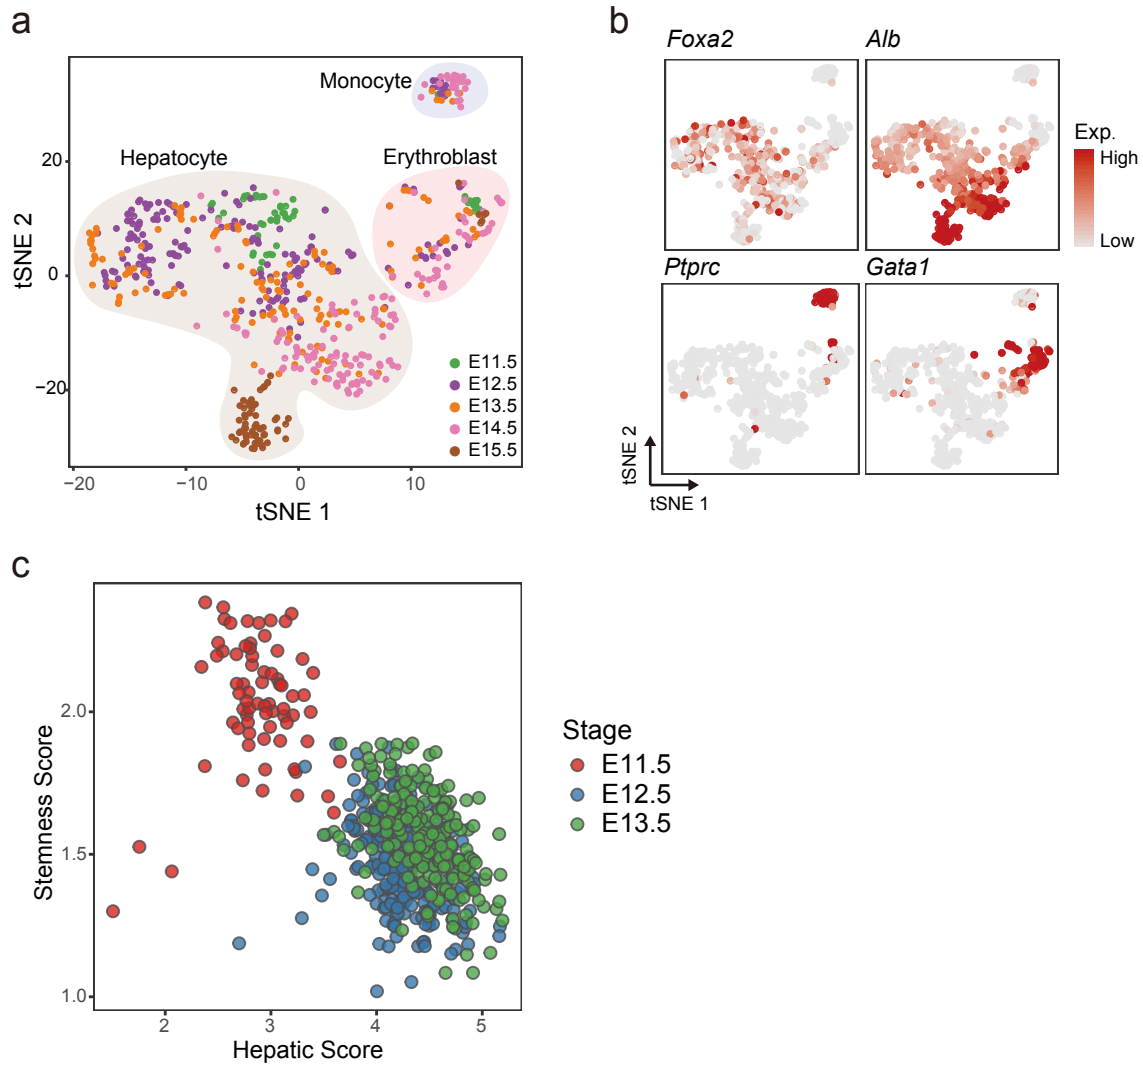 a
Monocyte
Hepatocyte
Erythroblast
20
0
−20
tSNE 2
E11.5
E12.5
E13.5
E14.5
E15.5
−20
−10
0
10
tSNE 1
b
Foxa2
Alb
Exp.
High
Low
Ptprc
Gata1
tSNE 2
tSNE 1
c
2.0
1.5
1.0
Stemness Score
2
3
4
5
Hepatic Score
Stage
E11.5
E12.5
E13.5